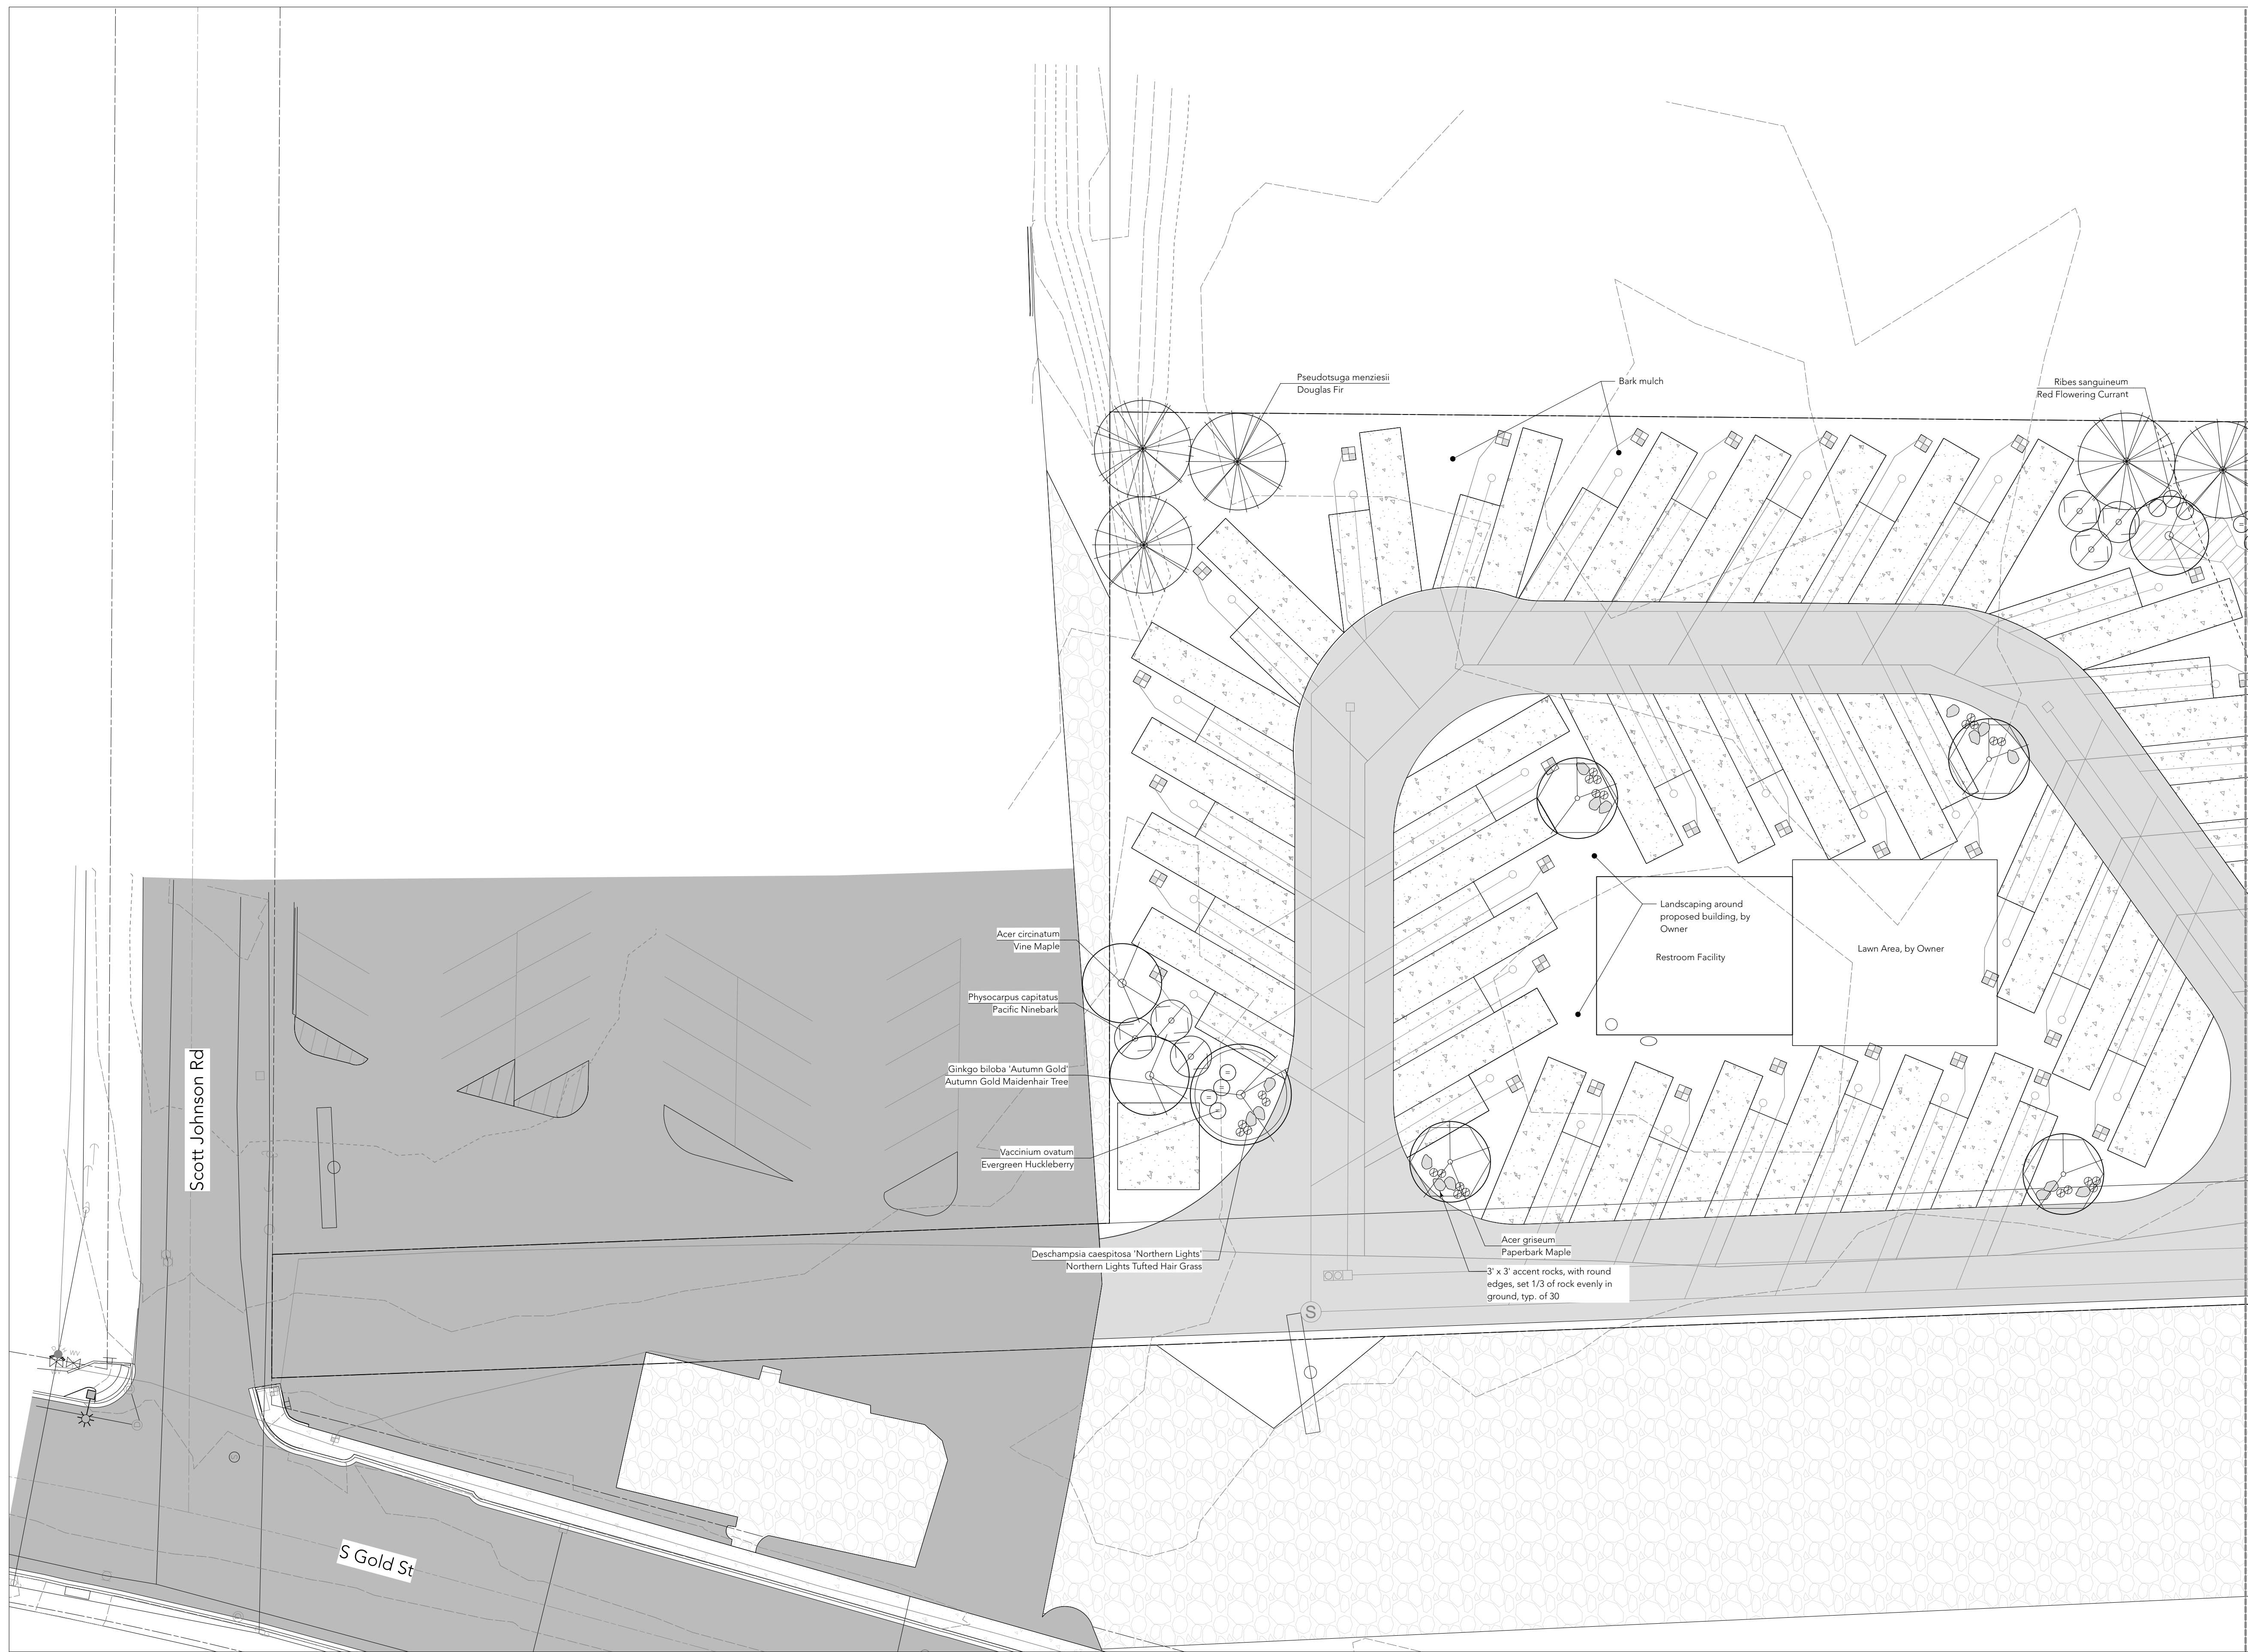 Pseudotsuga menziesii
Douglas Fir
Bark mulch
Ribes sanguineum
Red Flowering Currant
Acer circinatum
Vine Maple
Physocarpus capitatus
Pacific Ninebark
Ginkgo biloba 'Autumn Gold'
Autumn Gold Maidenhair Tree
Vaccinium ovatum
Evergreen Huckleberry
Deschampsia caespitosa 'Northern Lights'
Northern Lights Tufted Hair Grass
Landscaping around
proposed building, by
Owner
Restroom Facility
Lawn Area, by Owner
Acer griseum
Paperbark Maple
3' x 3' accent rocks, with round
edges, set 1/3 of rock evenly in
ground, typ. of 30
S
Scott Johnson Rd
S Gold St
WV